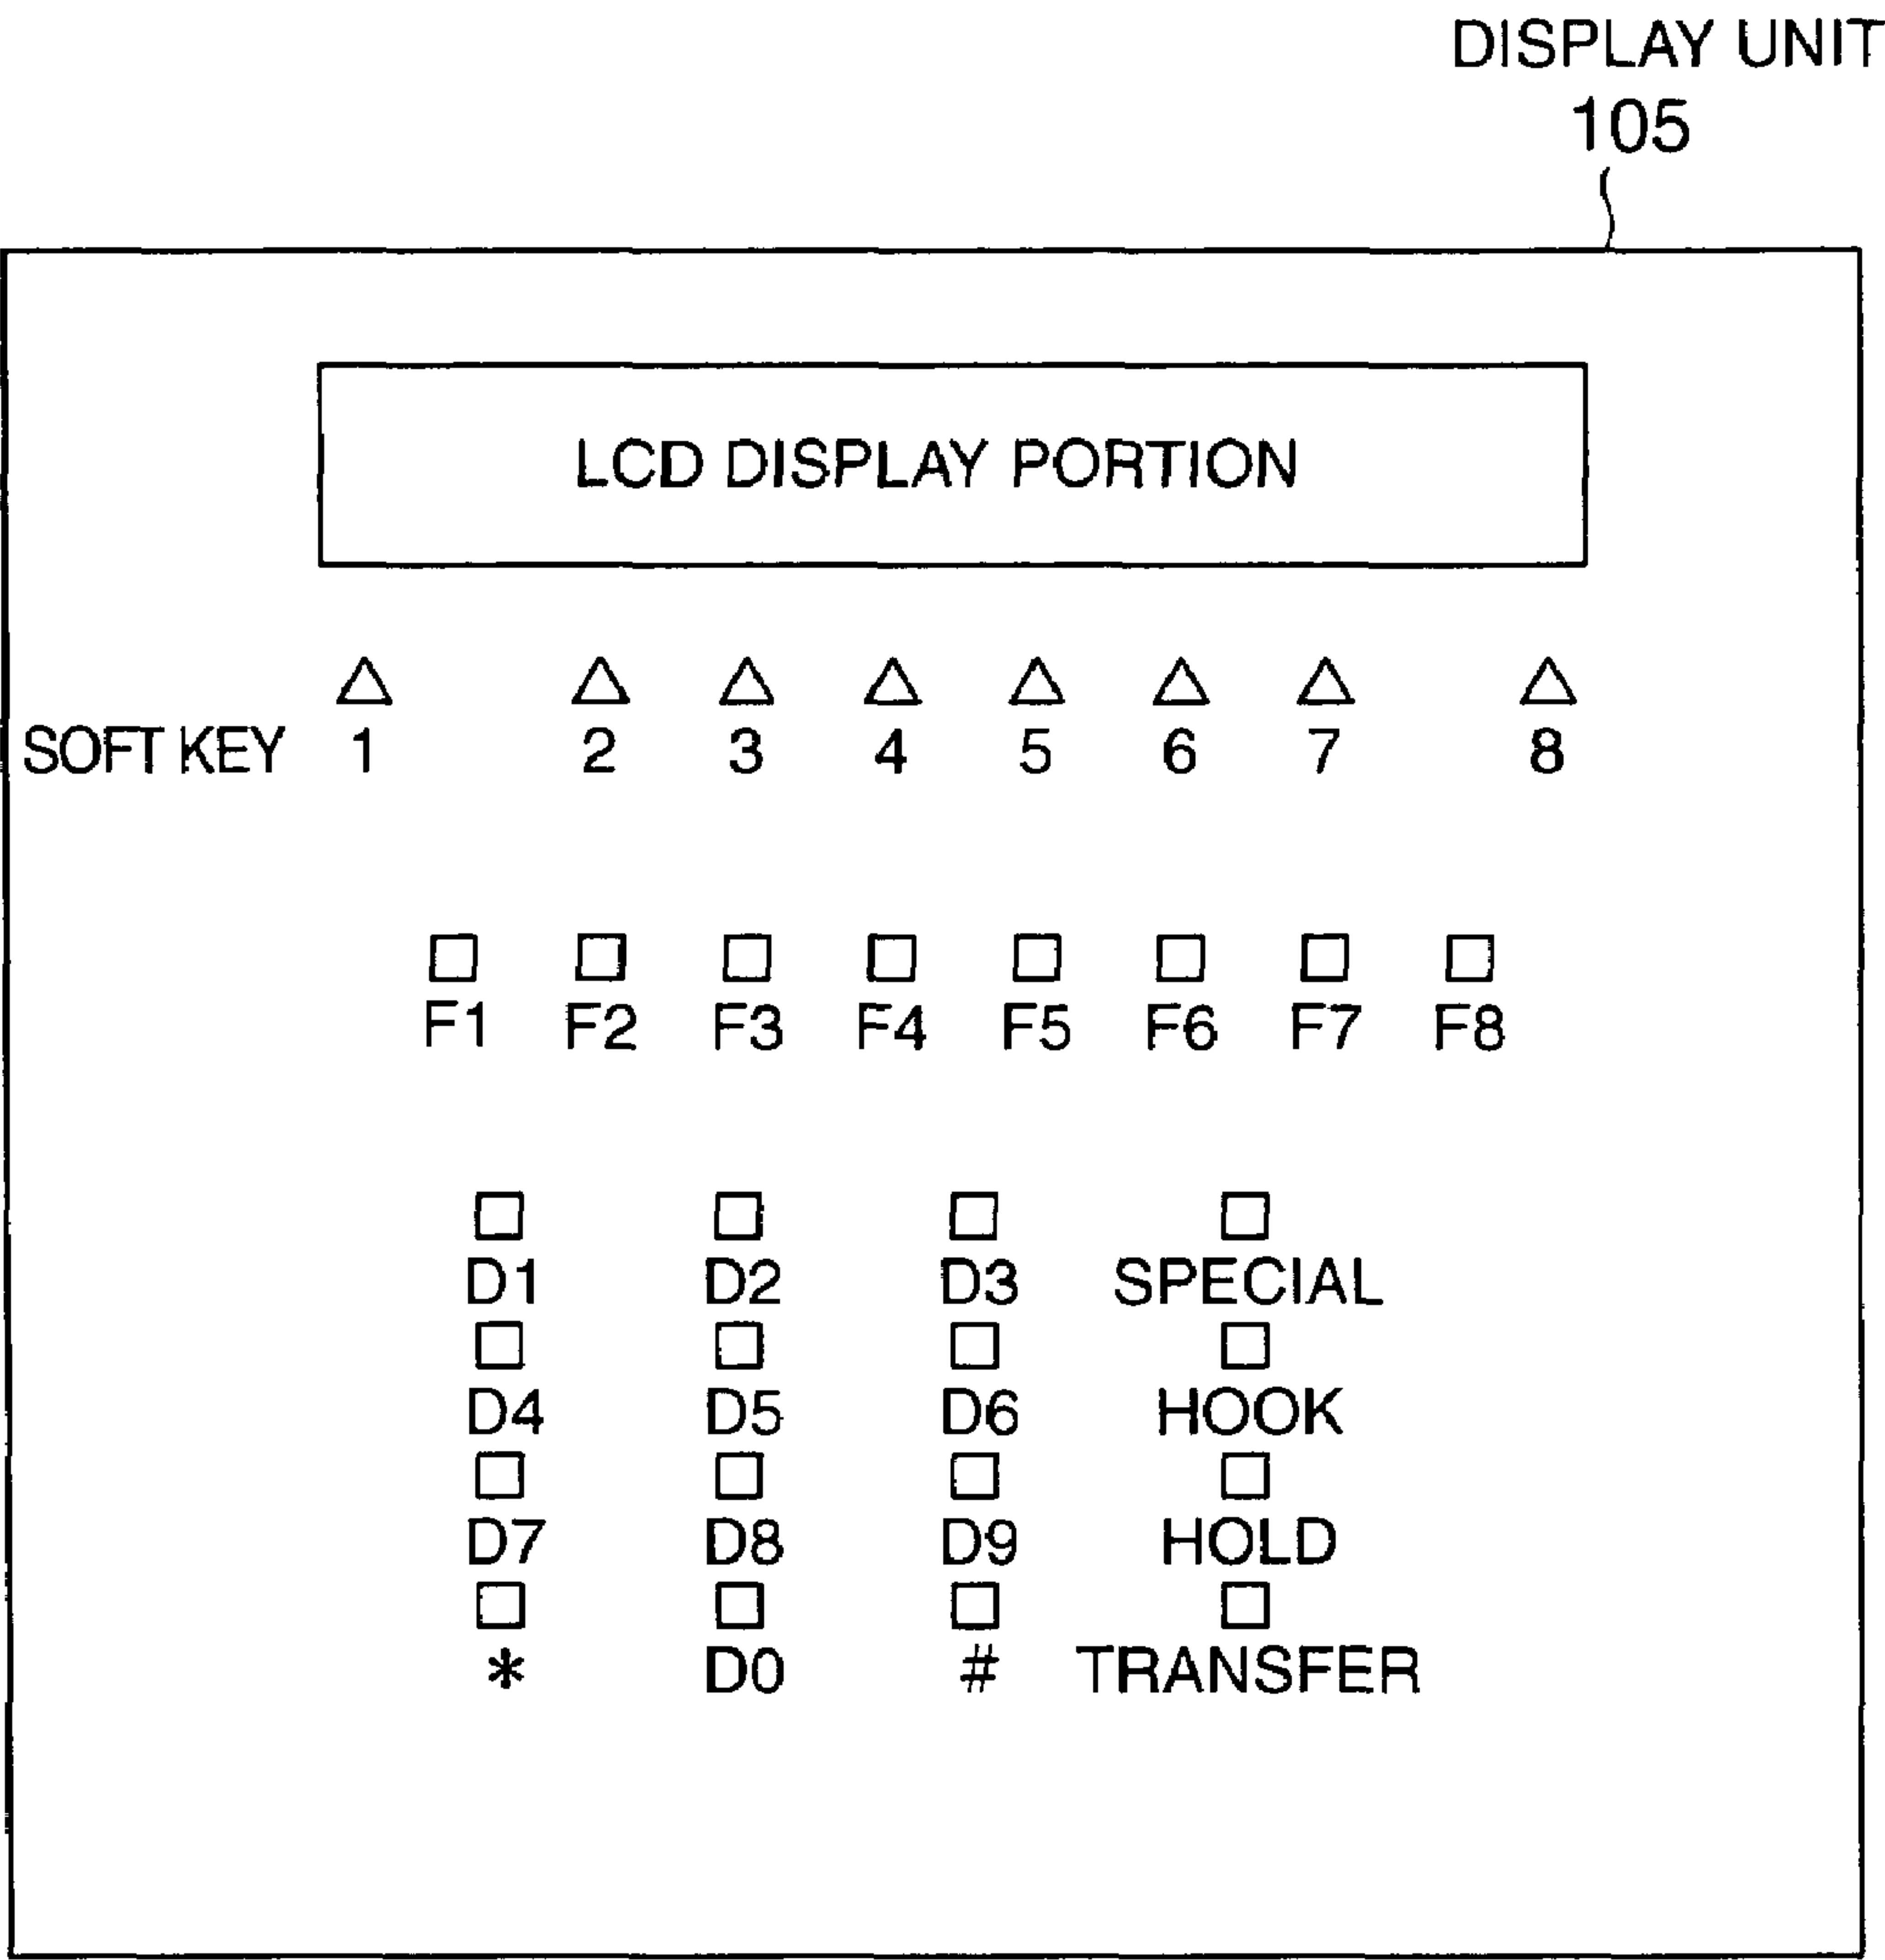 DISPLAY UNIT
105
LCD DISPLAY PORTION
SOFT KEY 1 2 3 4 5 6 7 8
F1 F2 F3 F4 F5 F6 F7 F8
D1 D2 D3 SPECIAL
D4 D5 D6 HOOK
D7 D8 D9 HOLD
* D0 # TRANSFER